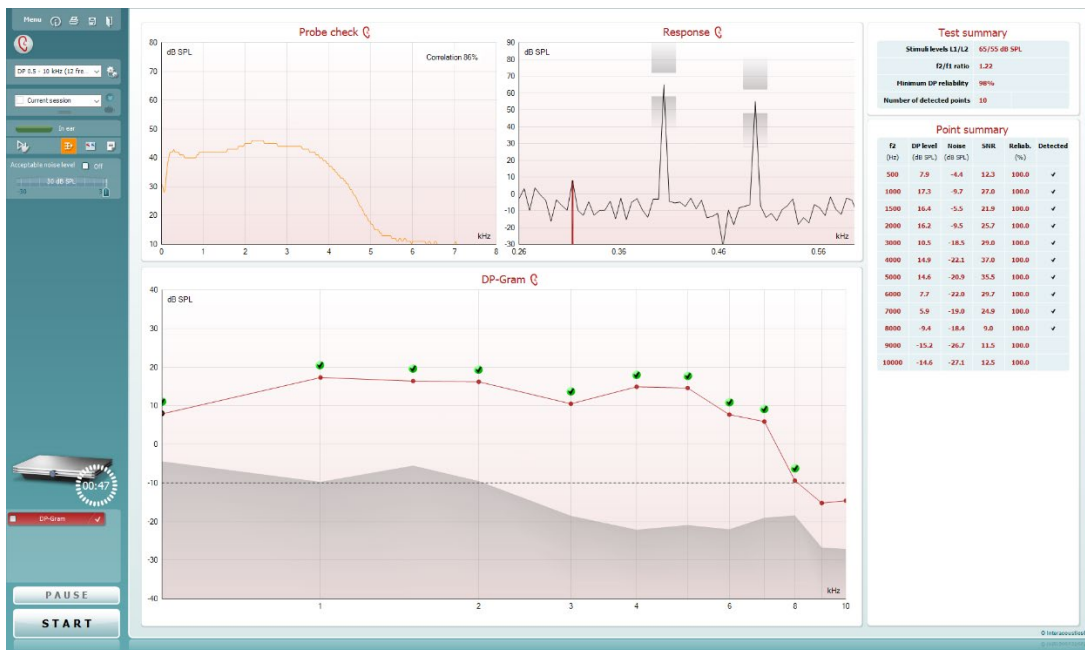 Menu
DP 0.5 - 10 kHz (12 fre...
Current session
In ear
Acceptable noise level Off
30 dB SPL
-30
00:47
DP-Gram
PAUSE
START
Probe check
80 dB SPL
Correlation 86%
70
60
50
40
30
20
10
kHz
0 1 2 3 4 5 6 7 8
Response
90 dB SPL
80
70
60
50
40
30
20
10
0
-10
-20
-30
kHz
0.26 0.36 0.46 0.56
DP-Gram
40 dB SPL
30
20
10
0
-10
-20
-30
-40
kHz
1 2 3 4 6 8 10
Test summary
Stimuli levels L1/L2 65/55 dB SPL
f2/f1 ratio 1.22
Minimum DP reliability 98%
Number of detected points 10
Point summary
f2 DP level Noise SNR Reliab. Detected
(Hz) (dB SPL) (dB SPL) (%)
500 7.9 -4.4 12.3 100.0 ✓
1000 17.3 -9.7 27.0 100.0 ✓
1500 16.4 -5.5 21.9 100.0 ✓
2000 16.2 -9.5 25.7 100.0 ✓
3000 10.5 -18.5 29.0 100.0 ✓
4000 14.9 -22.1 37.0 100.0 ✓
5000 14.6 -20.9 35.5 100.0 ✓
6000 7.7 -22.0 29.7 100.0 ✓
7000 5.9 -19.0 24.9 100.0 ✓
8000 -9.4 -18.4 9.0 100.0 ✓
9000 -15.2 -26.7 11.5 100.0
10000 -14.6 -27.1 12.5 100.0
© Interacoustics